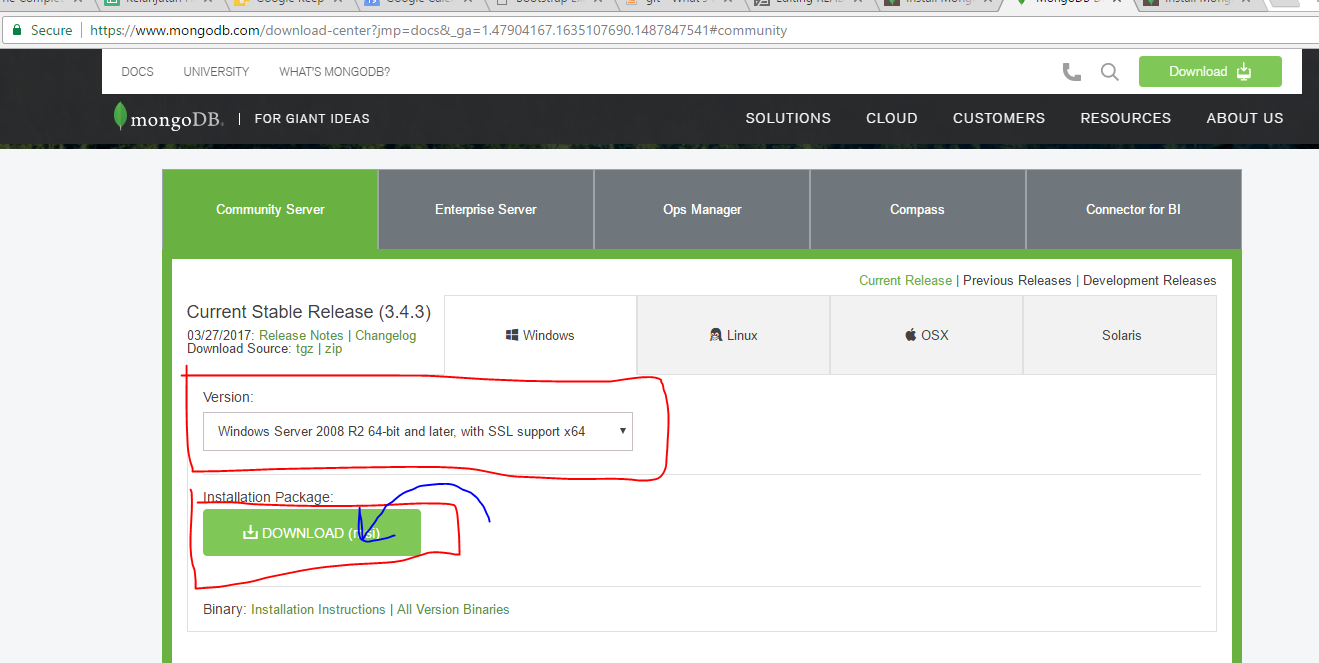 Secure https://www.mongodb.com/download-center?jmp=docs&_ga=1.47904167.1635107690.1487847541#community
DOCS UNIVERSITY WHAT'S MONGODB? Download
mongoDB. | FOR GIANT IDEAS SOLUTIONS CLOUD CUSTOMERS RESOURCES ABOUT US
Community Server Enterprise Server Ops Manager Compass Connector for BI
Current Release | Previous Releases | Development Releases
Current Stable Release (3.4.3)
03/27/2017: Release Notes | Changelog
Download Source: tgz | zip
Windows Linux OSX Solaris
Version:
Windows Server 2008 R2 64-bit and later, with SSL support x64
Installation Package:
DOWNLOAD (msi)
Binary: Installation Instructions | All Version Binaries